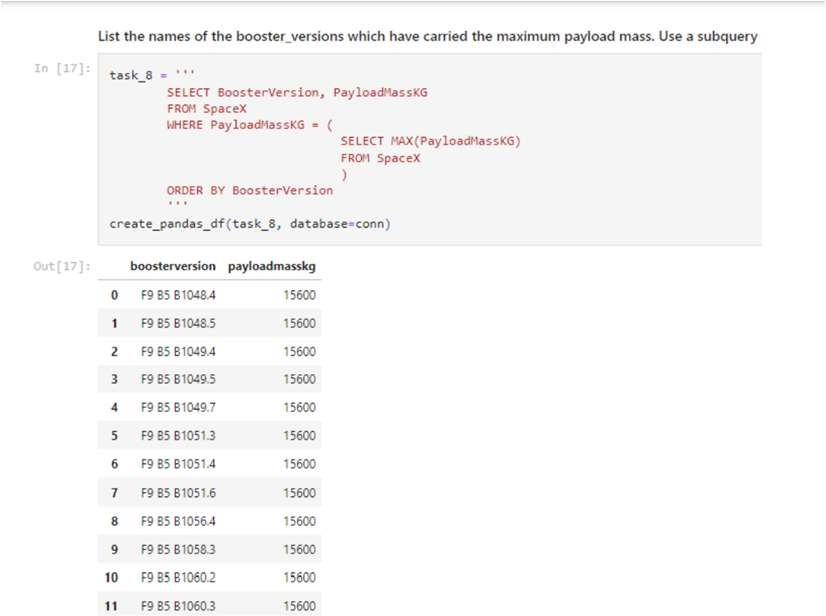 List the names of the booster_versions which have carried the maximum payload mass. Use a subquery
In [17]:
task_8 = '''
SELECT BoosterVersion, PayloadMassKG
FROM SpaceX
WHERE PayloadMassKG = (
SELECT MAX(PayloadMassKG)
FROM SpaceX
)
ORDER BY BoosterVersion
'''
create_pandas_df(task_8, database=conn)
Out[17]:
boosterversion payloadmasskg
0 F9 B5 B1048.4 15600
1 F9 B5 B1048.5 15600
2 F9 B5 B1049.4 15600
3 F9 B5 B1049.5 15600
4 F9 B5 B1049.7 15600
5 F9 B5 B1051.3 15600
6 F9 B5 B1051.4 15600
7 F9 B5 B1051.6 15600
8 F9 B5 B1056.4 15600
9 F9 B5 B1058.3 15600
10 F9 B5 B1060.2 15600
11 F9 B5 B1060.3 15600